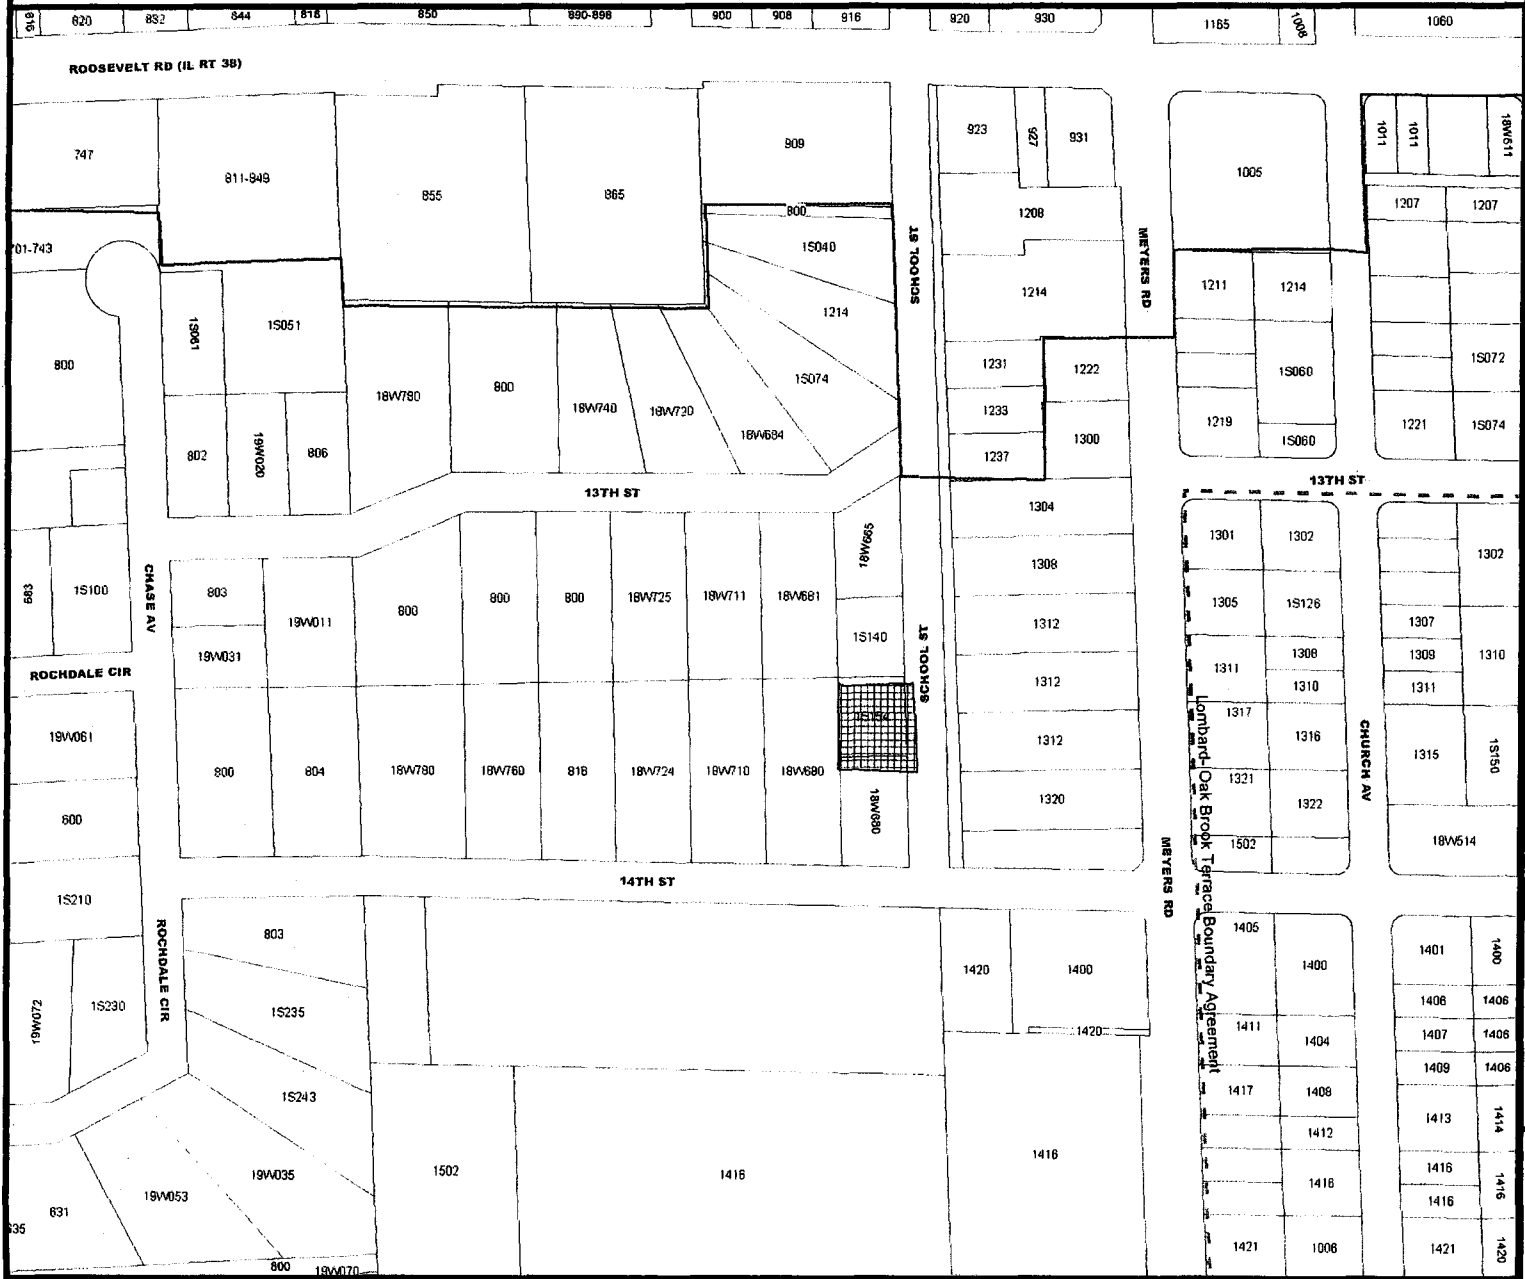 816
820
832
844
818
850
890-898
900
908
916
920
930
1165
1008
1060
ROOSEVELT RD (IL RT 38)
747
811-849
855
865
909
923
927
931
1005
1011
1011
18W611
701-743
800
1S040
1208
1207
1207
SCHOOL ST
MEYERS RD
1S061
1S051
1214
1214
1211
1214
800
18W790
800
18W740
18W730
1S074
18W684
1231
1222
1S060
1S072
1233
802
19W020
806
1237
1300
1219
1S060
1221
1S074
13TH ST
13TH ST
1304
18W665
1301
1302
1302
683
1S100
CHASE AV
803
19W011
800
800
800
18W725
18W711
18W681
1308
1305
1S126
1307
19W031
1S140
1312
1311
1308
1309
1310
ROCHDALE CIR
SCHOOL ST
1312
1310
1311
1317
19W061
800
804
18W780
18W760
818
18W724
18W710
18W680
1312
1316
CHURCH AV
1315
1S150
1321
600
18W680
1320
1322
1502
18W514
Lombard-Oak Brook Terrace Boundary Agreement
14TH ST
MEYERS RD
1S210
ROCHDALE CIR
803
1420
1400
1405
1400
1401
1400
19W072
1S230
1S235
1420
1406
1406
1411
1404
1407
1406
1409
1406
1S243
1417
1408
1413
1414
1412
19W053
19W035
1502
1416
1416
1416
1416
1416
1416
631
635
1421
1006
1421
1420
800
19W070